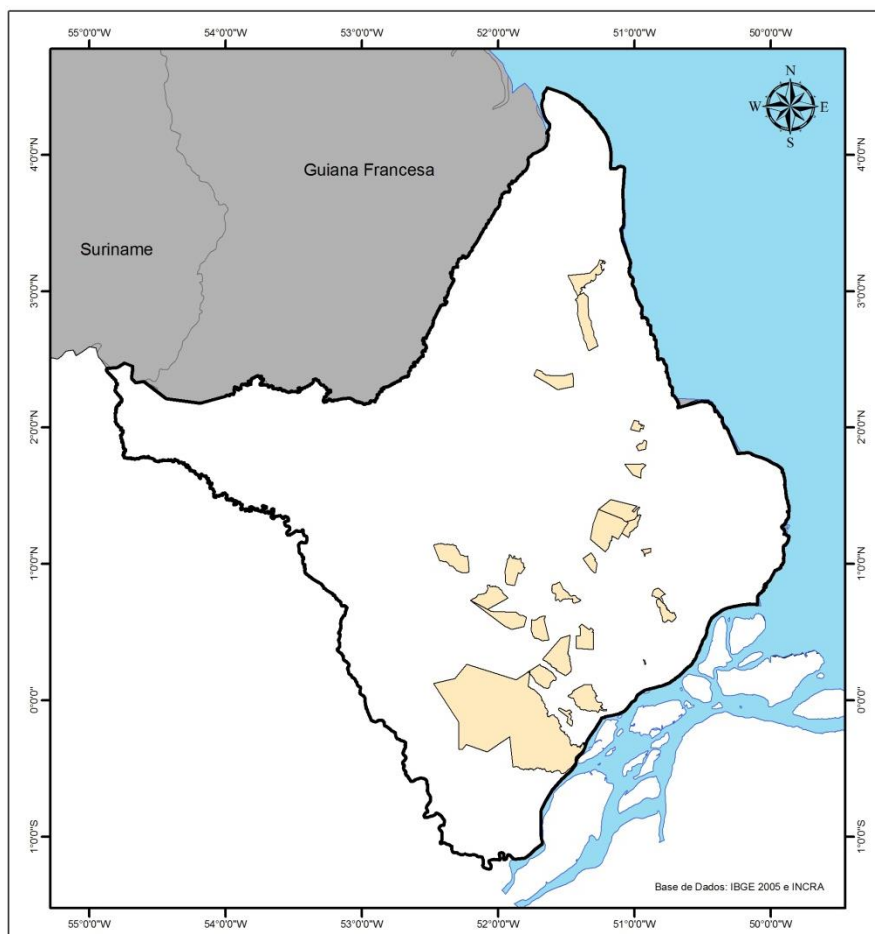 55°0'0"W 54°0'0"W 53°0'0"W 52°0'0"W 51°0'0"W 50°0'0"W
N
W E
S
4°0'0"N 4°0'0"N
Guiana Francesa
Suriname
3°0'0"N 3°0'0"N
2°0'0"N 2°0'0"N
1°0'0"N 1°0'0"N
0°0'0" 0°0'0"
1°0'0"S 1°0'0"S
Base de Dados: IBGE 2005 e INCRA
55°0'0"W 54°0'0"W 53°0'0"W 52°0'0"W 51°0'0"W 50°0'0"W